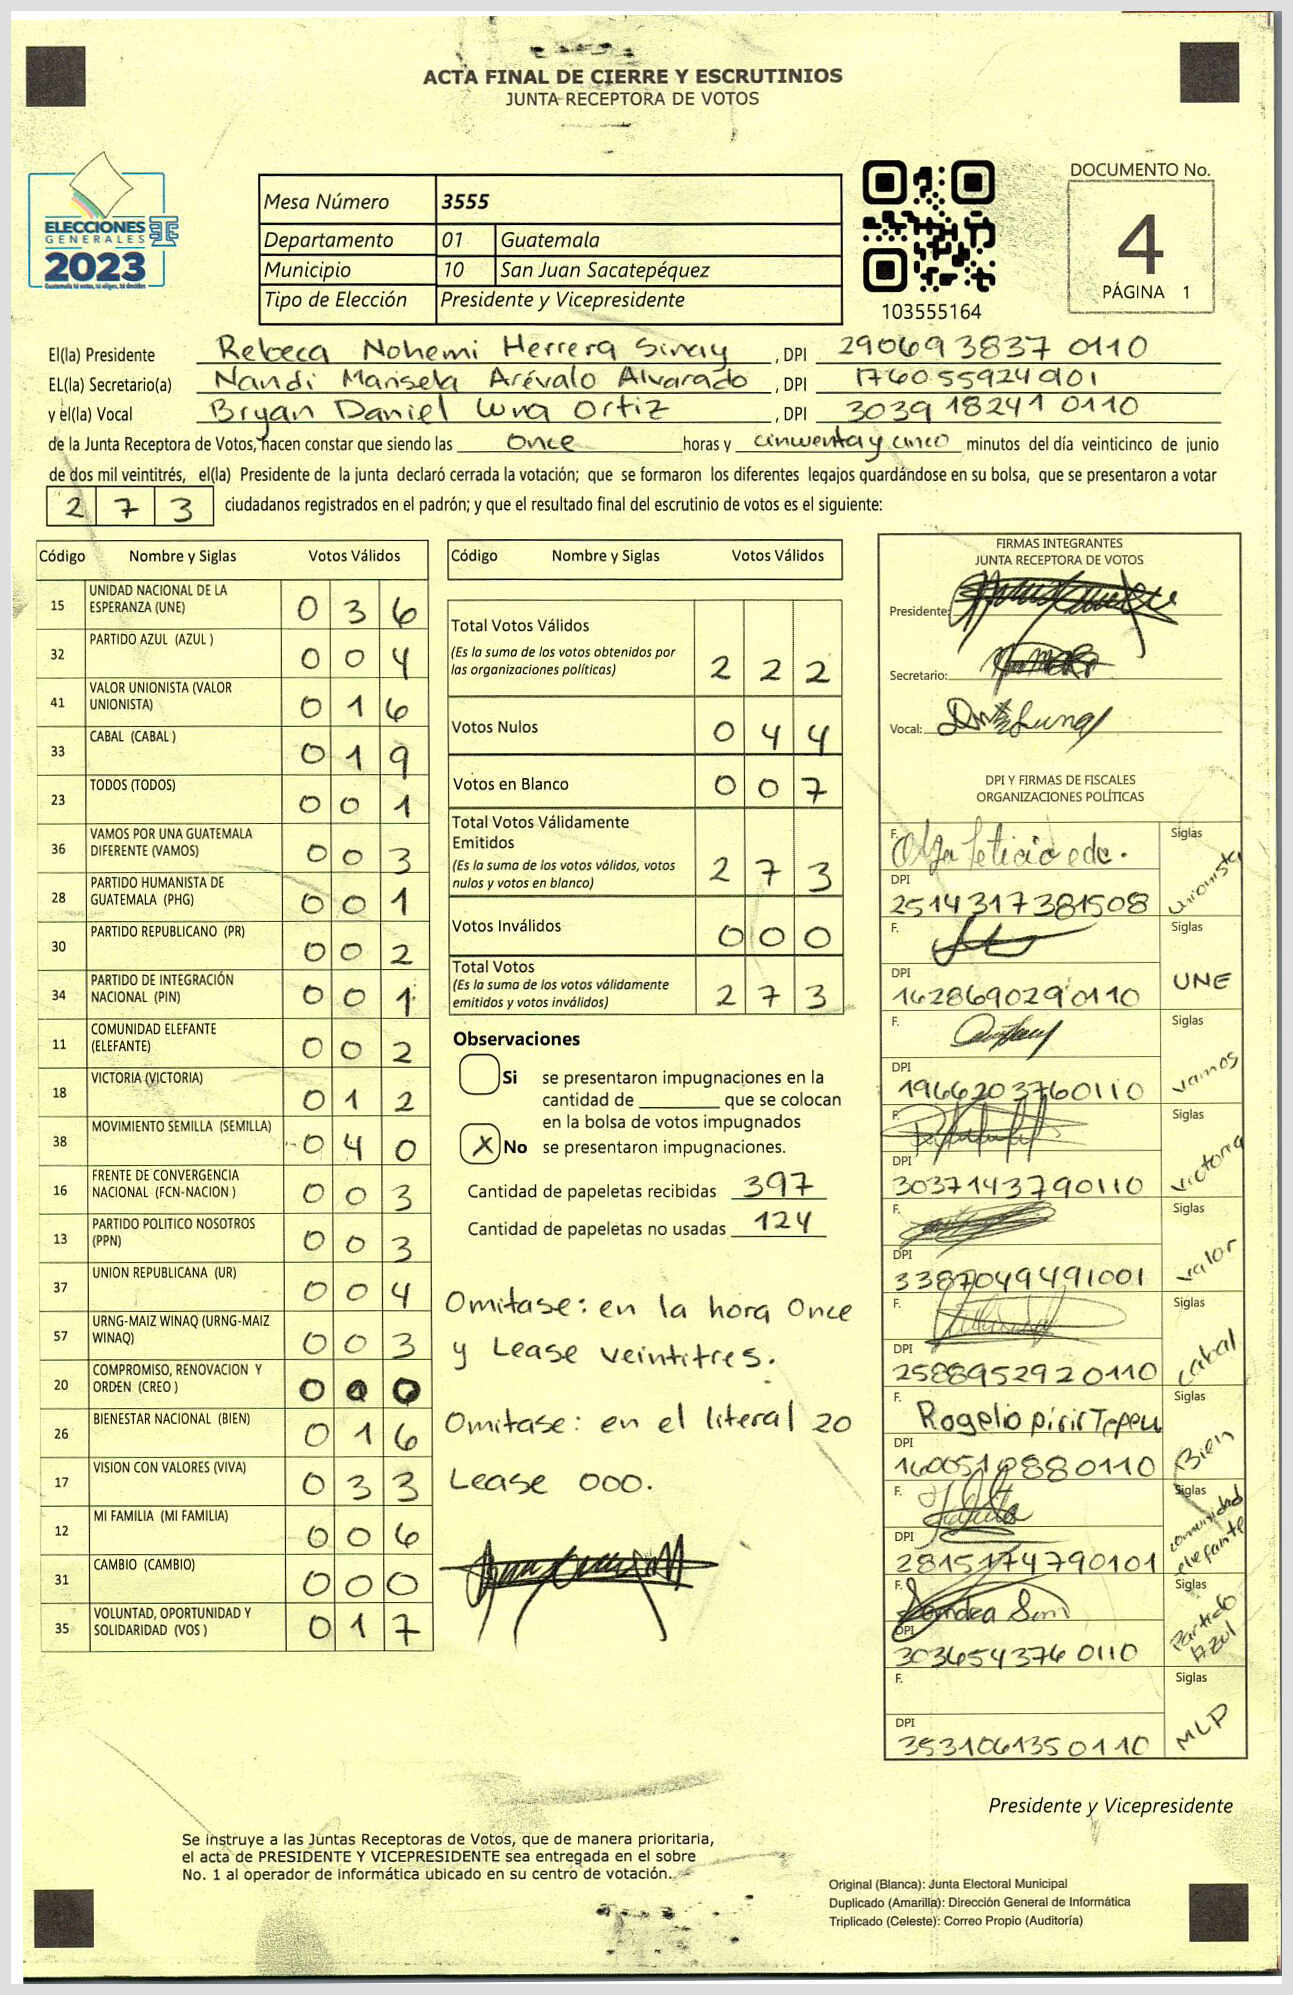 ACTA FINAL DE CIERRE Y ESCRUTINIOS
JUNTA RECEPTORA DE VOTOS
ELECCIONES
GENERALES
2023
Guatemala tú votas, tú eliges, tú decides
Mesa Número 3555
Departamento 01 Guatemala
Municipio 10 San Juan Sacatepéquez
Tipo de Elección Presidente y Vicepresidente
103555164
DOCUMENTO No.
4
PÁGINA 1
El(la) Presidente Rebeca Nohemi Herrera Sinay , DPI 290693837 0110
EL(la) Secretario(a) Nandi Marisela Arévalo Alvarado , DPI 1760559240901
y el(la) Vocal Bryan Daniel Luna Ortiz , DPI 3039 18241 0110
de la Junta Receptora de Votos, hacen constar que siendo las once horas y cinwenta y cinco minutos del día veinticinco de junio
de dos mil veintitrés, el(la) Presidente de la junta declaró cerrada la votación; que se formaron los diferentes legajos guardándose en su bolsa, que se presentaron a votar
2 7 3 ciudadanos registrados en el padrón; y que el resultado final del escrutinio de votos es el siguiente:
Código Nombre y Siglas Votos Válidos
15 UNIDAD NACIONAL DE LA ESPERANZA (UNE) 0 3 6
32 PARTIDO AZUL (AZUL ) 0 0 4
41 VALOR UNIONISTA (VALOR UNIONISTA) 0 1 6
33 CABAL (CABAL ) 0 1 9
23 TODOS (TODOS) 0 0 1
36 VAMOS POR UNA GUATEMALA DIFERENTE (VAMOS) 0 0 3
28 PARTIDO HUMANISTA DE GUATEMALA (PHG) 0 0 1
30 PARTIDO REPUBLICANO (PR) 0 0 2
34 PARTIDO DE INTEGRACIÓN NACIONAL (PIN) 0 0 1
11 COMUNIDAD ELEFANTE (ELEFANTE) 0 0 2
18 VICTORIA (VICTORIA) 0 1 2
38 MOVIMIENTO SEMILLA (SEMILLA) 0 4 0
16 FRENTE DE CONVERGENCIA NACIONAL (FCN-NACION ) 0 0 3
13 PARTIDO POLITICO NOSOTROS (PPN) 0 0 3
37 UNION REPUBLICANA (UR) 0 0 4
57 URNG-MAIZ WINAQ (URNG-MAIZ WINAQ) 0 0 3
20 COMPROMISO, RENOVACION Y ORDEN (CREO ) 0 0 0
26 BIENESTAR NACIONAL (BIEN) 0 1 6
17 VISION CON VALORES (VIVA) 0 3 3
12 MI FAMILIA (MI FAMILIA) 0 0 6
31 CAMBIO (CAMBIO) 0 0 0
35 VOLUNTAD, OPORTUNIDAD Y SOLIDARIDAD (VOS ) 0 1 7
Código Nombre y Siglas Votos Válidos
Total Votos Válidos
(Es la suma de los votos obtenidos por
las organizaciones políticas) 2 2 2
Votos Nulos 0 4 4
Votos en Blanco 0 0 7
Total Votos Válidamente
Emitidos
(Es la suma de los votos válidos, votos
nulos y votos en blanco) 2 7 3
Votos Inválidos 0 0 0
Total Votos
(Es la suma de los votos válidamente
emitidos y votos inválidos) 2 7 3
Observaciones
Si se presentaron impugnaciones en la
cantidad de ________ que se colocan
en la bolsa de votos impugnados
X No se presentaron impugnaciones.
Cantidad de papeletas recibidas 397
Cantidad de papeletas no usadas 124
Omitase: en la hora Once
y Lease veintitres.
Omitase: en el literal 20
Lease 000.
FIRMAS INTEGRANTES
JUNTA RECEPTORA DE VOTOS
Presidente:
Secretario:
Vocal:
DPI Y FIRMAS DE FISCALES
ORGANIZACIONES POLÍTICAS
F. Olga Leticia Siglas
DPI Unionista
2514317381508
F. Siglas
DPI UNE
1628690290110
F. Siglas
DPI vamos
1966203760110
F. Siglas
DPI victoria
3037143790110
F. Siglas
DPI valor
3387049491001
F. Siglas
DPI cabal
2588952920110
F. Rogelio pirir Tepeu Siglas
DPI Bien
1600510880110
F. Siglas
DPI comunidad elefante
2815174790101
F. Siglas
DPI Partido Azul
303654376 0110
F. Siglas
DPI MLP
3531061350110
Presidente y Vicepresidente
Se instruye a las Juntas Receptoras de Votos, que de manera prioritaria,
el acta de PRESIDENTE Y VICEPRESIDENTE sea entregada en el sobre
No. 1 al operador de informática ubicado en su centro de votación.
Original (Blanca): Junta Electoral Municipal
Duplicado (Amarilla): Dirección General de Informática
Triplicado (Celeste): Correo Propio (Auditoría)